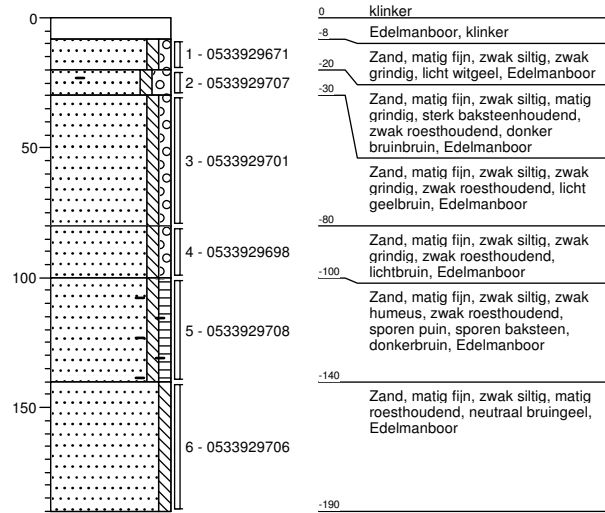 0
50
100
150
1 - 0533929671
2 - 0533929707
3 - 0533929701
4 - 0533929698
5 - 0533929708
6 - 0533929706
0
klinker
-8
Edelmanboor, klinker
Zand, matig fijn, zwak siltig, zwak
-20
grindig, licht witgeel, Edelmanboor
-30
Zand, matig fijn, zwak siltig, matig
grindig, sterk baksteenhoudend,
zwak roesthoudend, donker
bruinbruin, Edelmanboor
Zand, matig fijn, zwak siltig, zwak
grindig, zwak roesthoudend, licht
geelbruin, Edelmanboor
-80
Zand, matig fijn, zwak siltig, zwak
grindig, zwak roesthoudend,
-100
lichtbruin, Edelmanboor
Zand, matig fijn, zwak siltig, zwak
humeus, zwak roesthoudend,
sporen puin, sporen baksteen,
donkerbruin, Edelmanboor
-140
Zand, matig fijn, zwak siltig, matig
roesthoudend, neutraal bruingeel,
Edelmanboor
-190